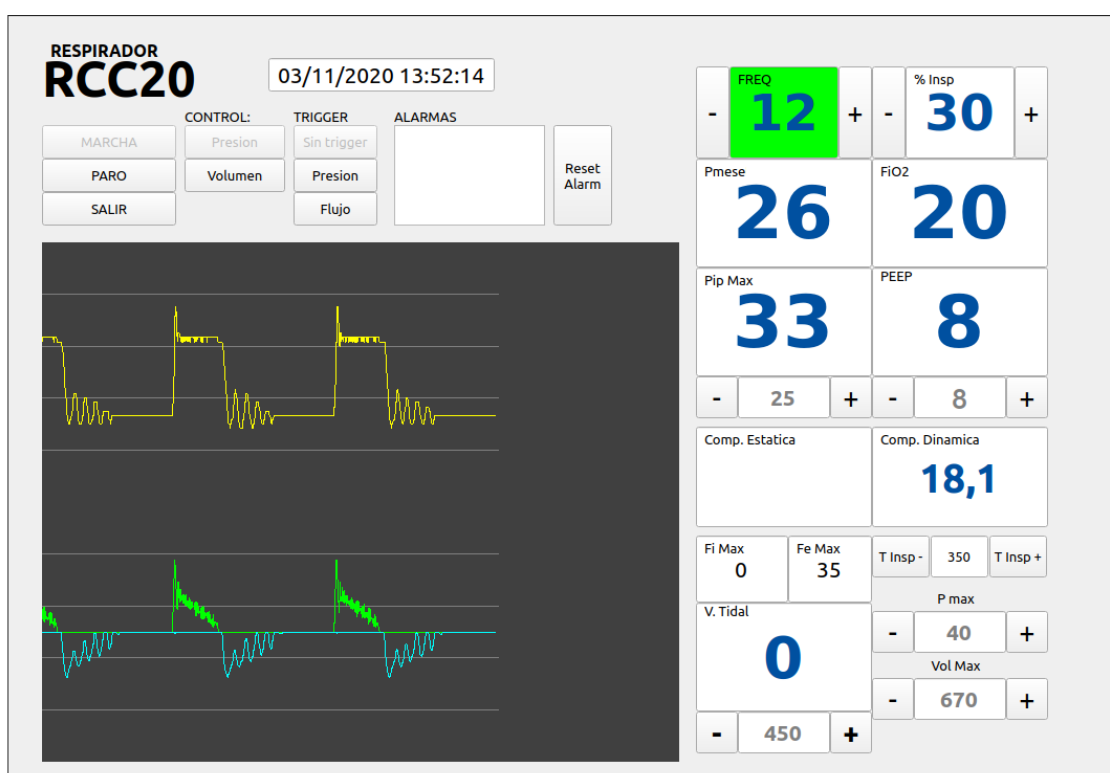 RESPIRADOR
RCC20
03/11/2020 13:52:14
CONTROL: TRIGGER ALARMAS
MARCHA Presion Sin trigger
PARO Volumen Presion
SALIR Flujo
Reset
Alarm
FREQ
- 12 +
% Insp
- 30 +
Pmese
26
FiO2
20
Pip Max
33
PEEP
8
- 25 +
- 8 +
Comp. Estatica
Comp. Dinamica
18,1
Fi Max
0
Fe Max
35
T Insp - 350 T Insp +
V. Tidal
0
P max
- 40 +
Vol Max
- 670 +
- 450 +